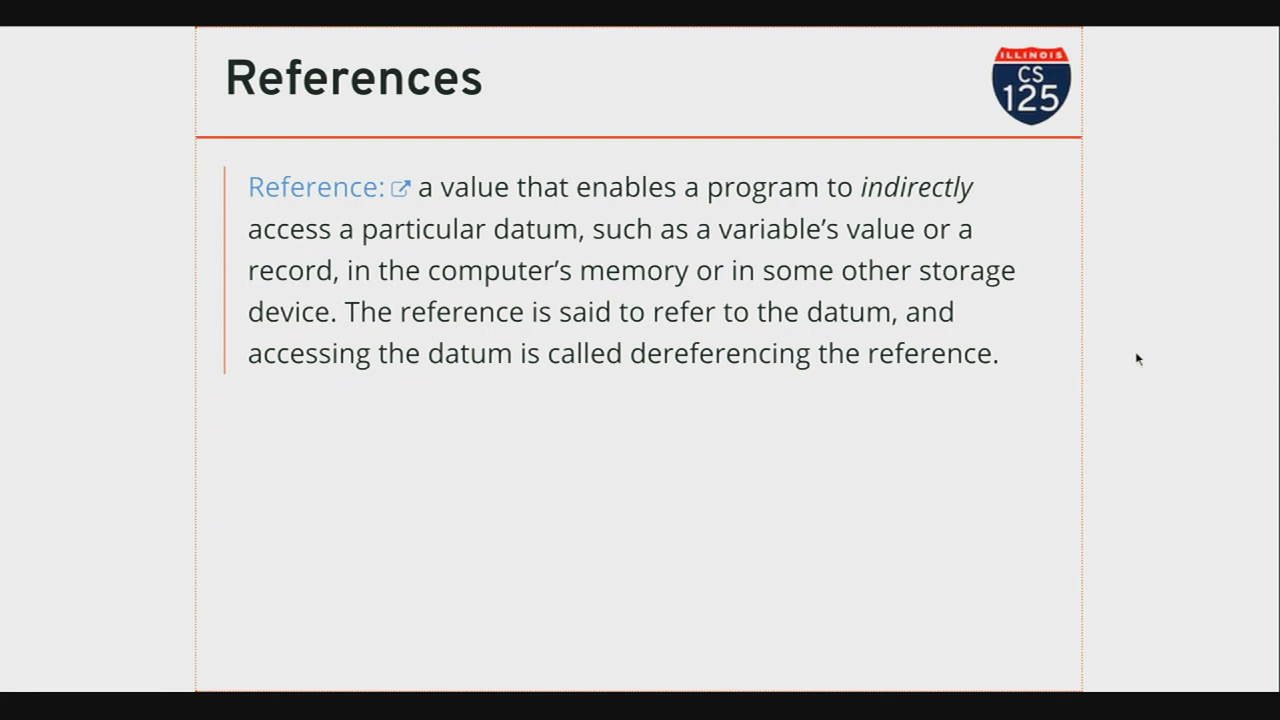 References
ILLINOIS
CS
125
Reference: a value that enables a program to indirectly
access a particular datum, such as a variable’s value or a
record, in the computer’s memory or in some other storage
device. The reference is said to refer to the datum, and
accessing the datum is called dereferencing the reference.